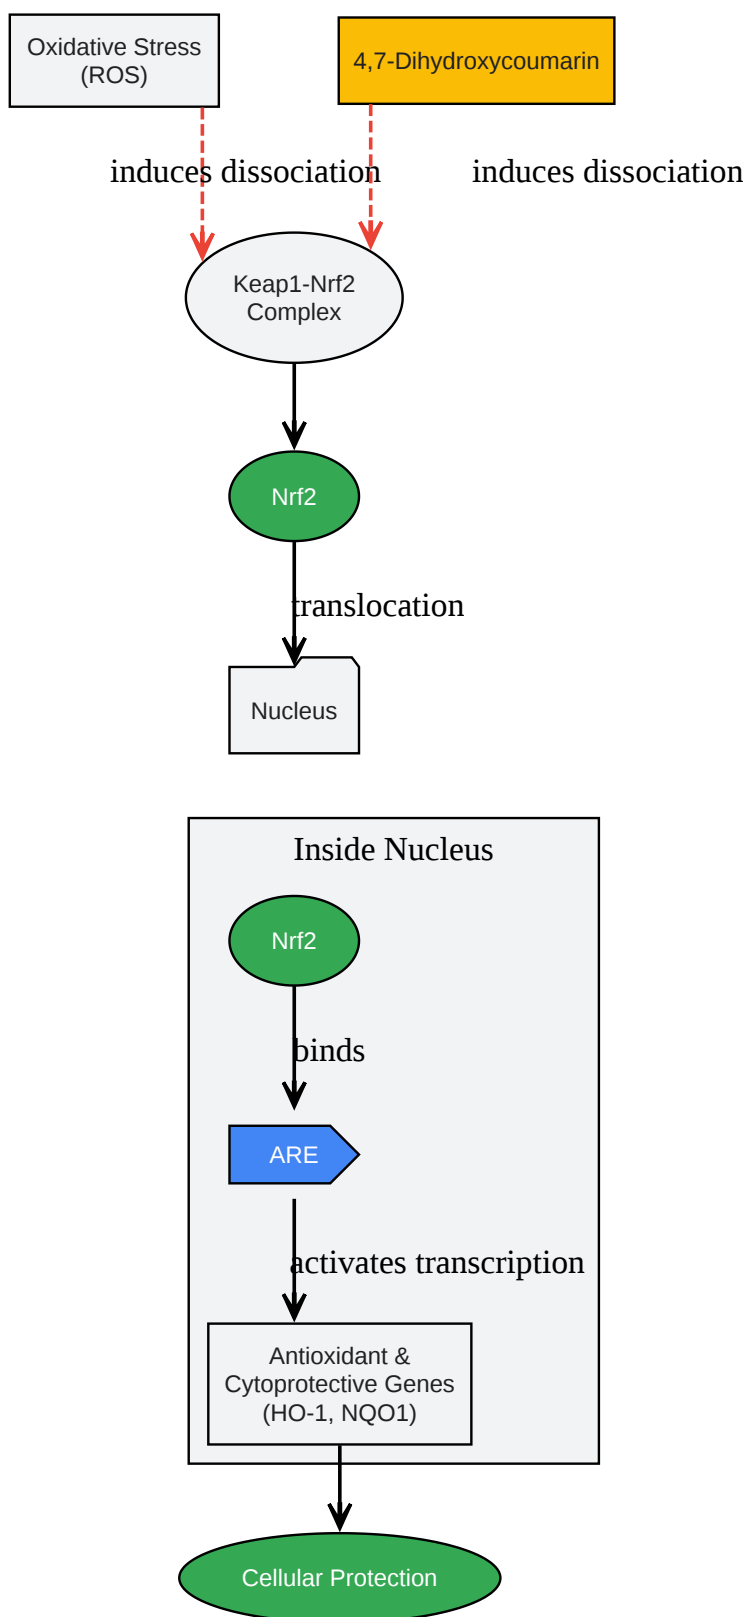 Oxidative Stress
(ROS)
4,7-Dihydroxycoumarin
induces dissociation
induces dissociation
Keap1-Nrf2
Complex
Nrf2
translocation
Nucleus
Inside Nucleus
Nrf2
binds
ARE
activates transcription
Antioxidant &
Cytoprotective Genes
(HO-1, NQO1)
Cellular Protection